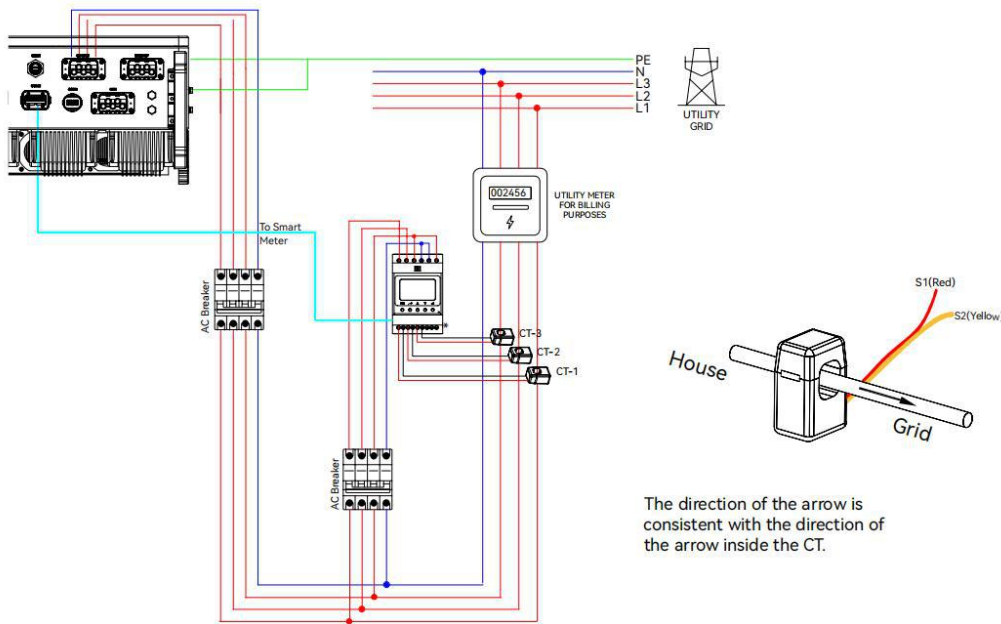 PE
N
L3
L2
L1
UTILITY
GRID
002456
UTILITY METER
FOR BILLING
PURPOSES
To Smart
Meter
AC Breaker
CT-3
CT-2
CT-1
AC Breaker
S1(Red)
S2(Yellow)
House
Grid
The direction of the arrow is
consistent with the direction of
the arrow inside the CT.